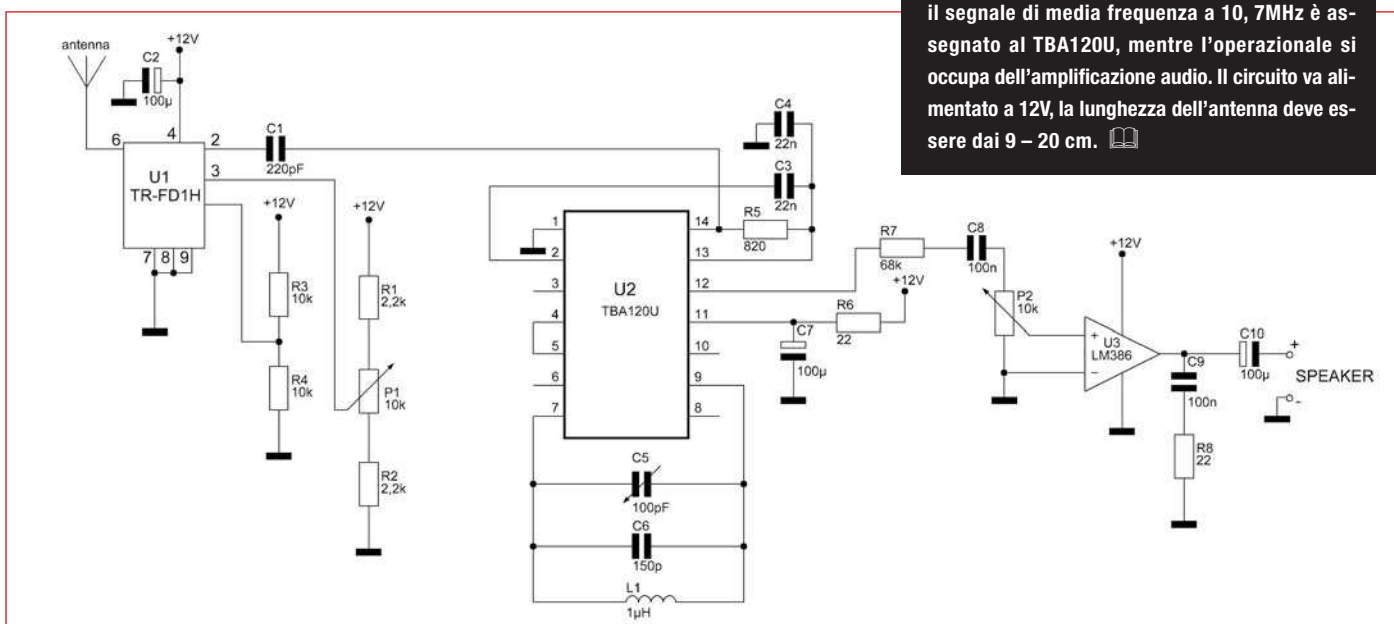 il segnale di media frequenza a 10, 7MHz è as-
segnato al TBA120U, mentre l'operazionale si
occupa dell'amplificazione audio. Il circuito va ali-
mentato a 12V, la lunghezza dell'antenna deve es-
sere dai 9 – 20 cm.
antenna
C2
100µ
+12V
6
4
2
3
U1
TR-FD1H
7 8 9
C1
220pF
+12V
R3
10k
R4
10k
+12V
R1
2,2k
P1
10k
R2
2,2k
C4
22n
C3
22n
R5
820
1
2
3
4
5
6
7
U2
TBA120U
14
13
12
11
10
9
8
C5
100pF
C6
150p
L1
1µH
R7
68k
C8
100n
+12V
R6
22
C7
100µ
P2
10k
+12V
+
-
U3
LM386
C9
100n
R8
22
C10
100µ
+
SPEAKER
-